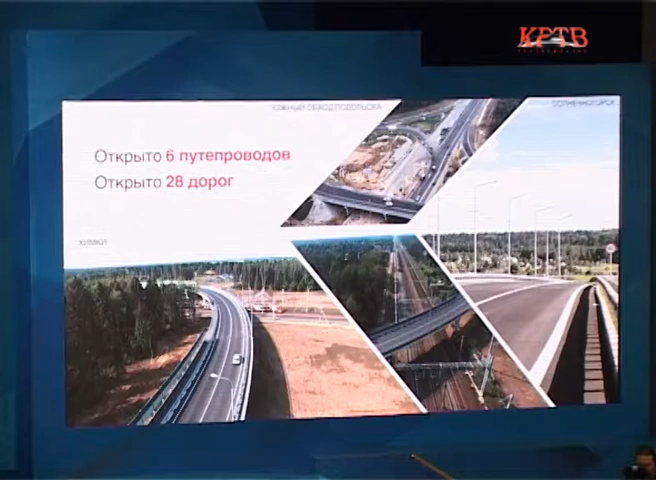 КРТВ
ЮЖНЫЙ ОБХОД ПОДОЛЬСКА
СОЛНЕЧНОГОРСК
Открыто 6 путепроводов
Открыто 28 дорог
ХИМКИ